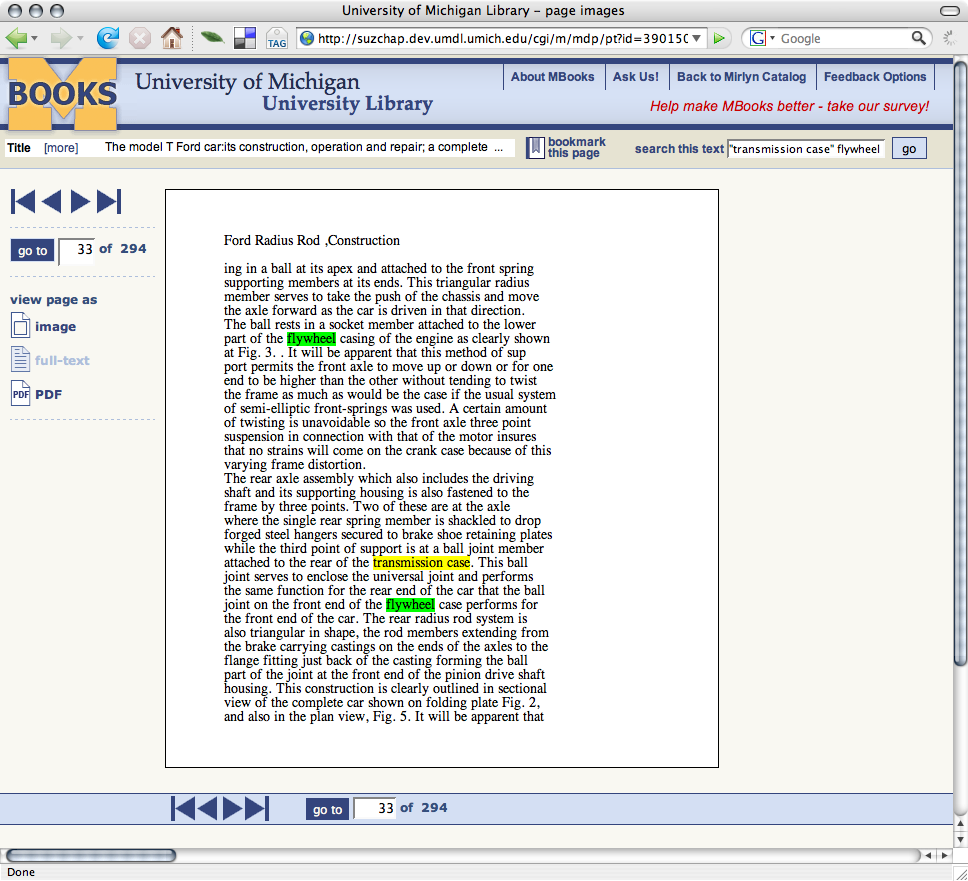 University of Michigan Library – page images
TAG
http://suzchap.dev.umdl.umich.edu/cgi/m/mdp/pt?id=39015C
G
Google
M
BOOKS
University of Michigan
University Library
About MBooks
Ask Us!
Back to Mirlyn Catalog
Feedback Options
Help make MBooks better - take our survey!
Title [more] The model T Ford car:its construction, operation and repair; a complete ...
bookmark
this page
search this text "transmission case" flywheel go
go to 33 of 294
view page as
image
full-text
PDF PDF
Ford Radius Rod ,Construction
ing in a ball at its apex and attached to the front spring
supporting members at its ends. This triangular radius
member serves to take the push of the chassis and move
the axle forward as the car is driven in that direction.
The ball rests in a socket member attached to the lower
part of the flywheel casing of the engine as clearly shown
at Fig. 3. . It will be apparent that this method of sup
port permits the front axle to move up or down or for one
end to be higher than the other without tending to twist
the frame as much as would be the case if the usual system
of semi-elliptic front-springs was used. A certain amount
of twisting is unavoidable so the front axle three point
suspension in connection with that of the motor insures
that no strains will come on the crank case because of this
varying frame distortion.
The rear axle assembly which also includes the driving
shaft and its supporting housing is also fastened to the
frame by three points. Two of these are at the axle
where the single rear spring member is shackled to drop
forged steel hangers secured to brake shoe retaining plates
while the third point of support is at a ball joint member
attached to the rear of the transmission case. This ball
joint serves to enclose the universal joint and performs
the same function for the rear end of the car that the ball
joint on the front end of the flywheel case performs for
the front end of the car. The rear radius rod system is
also triangular in shape, the rod members extending from
the brake carrying castings on the ends of the axles to the
flange fitting just back of the casting forming the ball
part of the joint at the front end of the pinion drive shaft
housing. This construction is clearly outlined in sectional
view of the complete car shown on folding plate Fig. 2,
and also in the plan view, Fig. 5. It will be apparent that
go to 33 of 294
Done